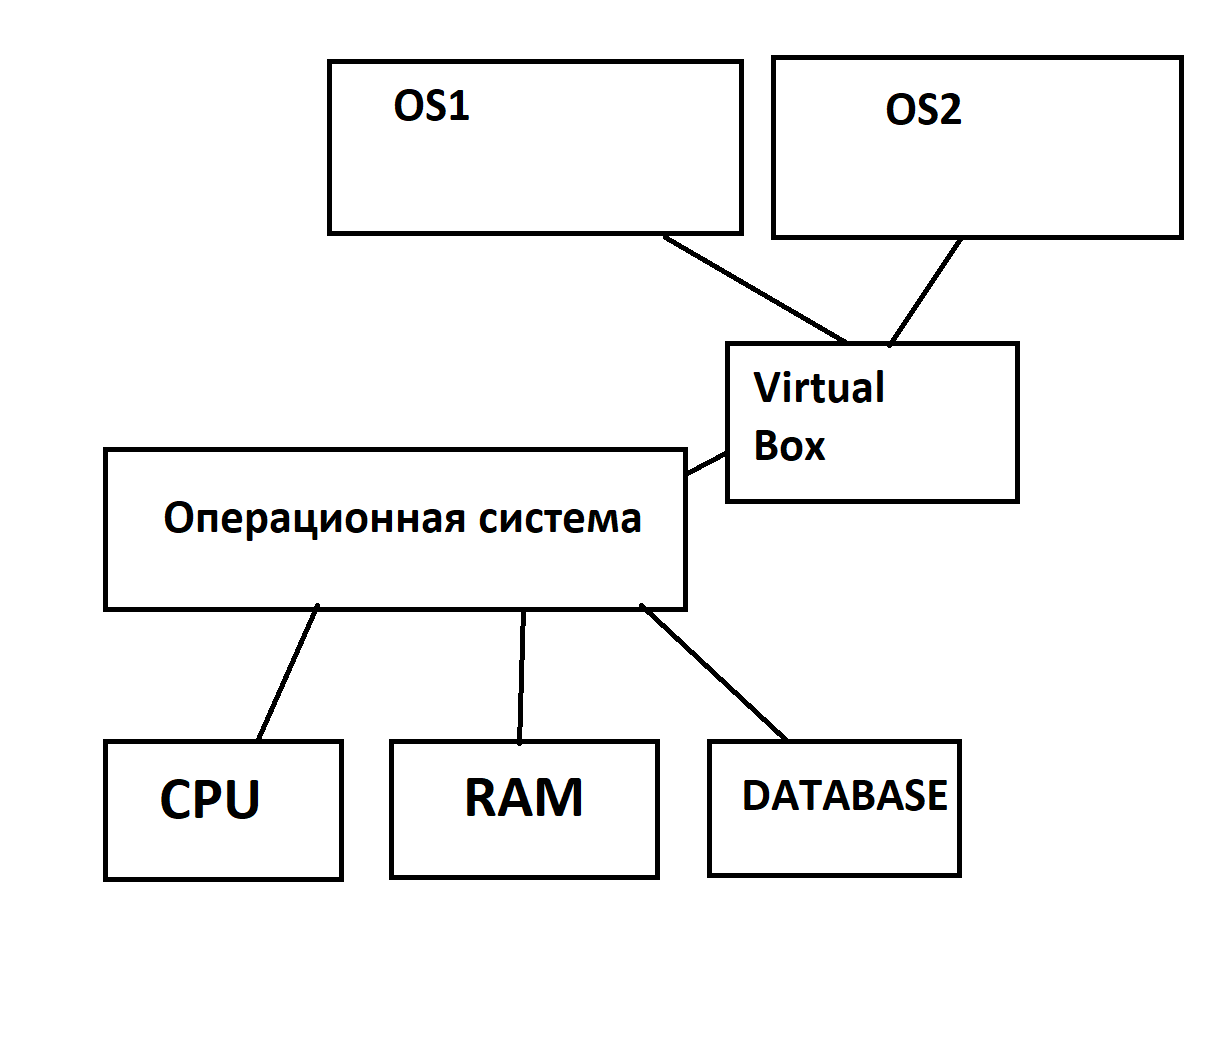 OS1
OS2
Virtual
Box
Операционная система
CPU
RAM
DATABASE